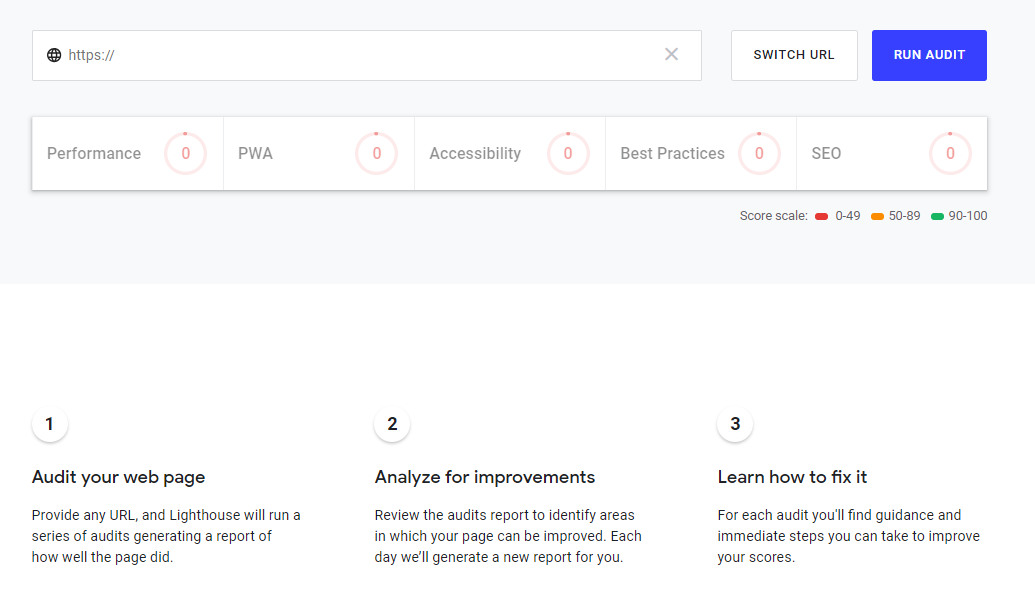 https://
SWITCH URL
RUN AUDIT
Performance 0
PWA 0
Accessibility 0
Best Practices 0
SEO 0
Score scale: 0-49 50-89 90-100
1
Audit your web page
Provide any URL, and Lighthouse will run a
series of audits generating a report of
how well the page did.
2
Analyze for improvements
Review the audits report to identify areas
in which your page can be improved. Each
day we’ll generate a new report for you.
3
Learn how to fix it
For each audit you'll find guidance and
immediate steps you can take to improve
your scores.